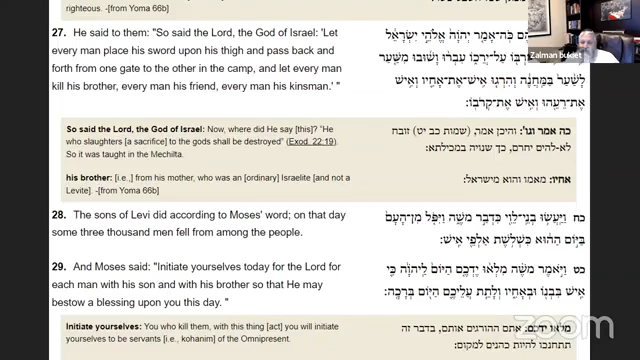 righteous. -[from Yoma 66b]
27. He said to them: "So said the Lord, the God of Israel: 'Let
every man place his sword upon his thigh and pass back and
forth from one gate to the other in the camp, and let every man
kill his brother, every man his friend, every man his kinsman.' "
So said the Lord, the God of Israel: Now, where did He say [this]? "He
who slaughters [a sacrifice] to the gods shall be destroyed" (Exod. 22:19).
So it was taught in the Mechilta.
his brother: [i.e.,] from his mother, who was an [ordinary] Israelite [and not a
Levite]. -[from Yoma 66b]
28. The sons of Levi did according to Moses' word; on that day
some three thousand men fell from among the people.
29. And Moses said: "Initiate yourselves today for the Lord for
each man with his son and with his brother so that He may
bestow a blessing upon you this day. "
Initiate yourselves: You who kill them, with this thing [act] you will initiate
yourselves to be servants [i.e., kohanim] of the Omnipresent.
כֹּה־אָמַר יְהֹוָה אֱלֹהֵי יִשְׂרָאֵל
עַל־יְרֵכוֹ עִבְרוּ וָשׁוּבוּ מִשַּׁעַר
לָשַׁעַר בַּמַּחֲנֶה וְהִרְגוּ אִישׁ־אֶת־אָחִיו וְאִישׁ
אֶת־רֵעֵהוּ וְאִישׁ אֶת־קְרֹבוֹ:
כה אמר וגו': והיכן אמר, (שמות כב יט) זובח
לא-להים יחרם, כך שנויה במכילתא:
אחיו: מאמו והוא מישראל:
כח וַיַּעֲשׂוּ בְנֵי־לֵוִי כִּדְבַר משֶׁה וַיִּפֹּל מִן־הָעָם
בַּיּוֹם הַהוּא כִּשְׁלֹשֶׁת אַלְפֵי אִישׁ:
כט וַיֹּאמֶר משֶׁה מִלְאוּ יֶדְכֶם הַיּוֹם לַיהֹוָה כִּי
אִישׁ בִּבְנוֹ וּבְאָחִיו וְלָתֵת עֲלֵיכֶם הַיּוֹם בְּרָכָה:
מלאו ידכם: אתם ההורגים אותם, בדבר זה
תתחנכו להיות כהנים למקום:
Zalman bukiet
zoom